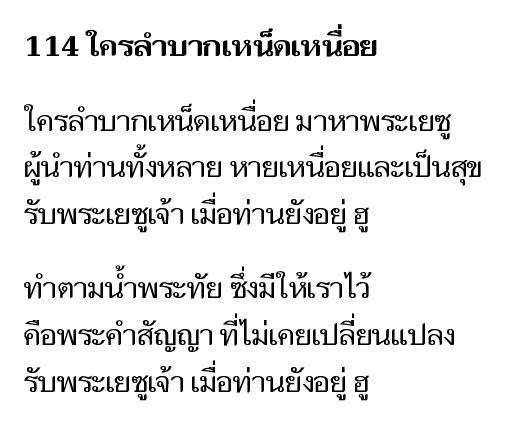 114 ใครลำบากเหน็ดเหนื่อย
ใครลำบากเหน็ดเหนื่อย มาหาพระเยซู
ผู้นำท่านทั้งหลาย หายเหนื่อยและเป็นสุข
รับพระเยซูเจ้า เมื่อท่านยังอยู่ ฮู
ทำตามน้ำพระทัย ซึ่งมีให้เราไว้
คือพระคำสัญญา ที่ไม่เคยเปลี่ยนแปลง
รับพระเยซูเจ้า เมื่อท่านยังอยู่ ฮู